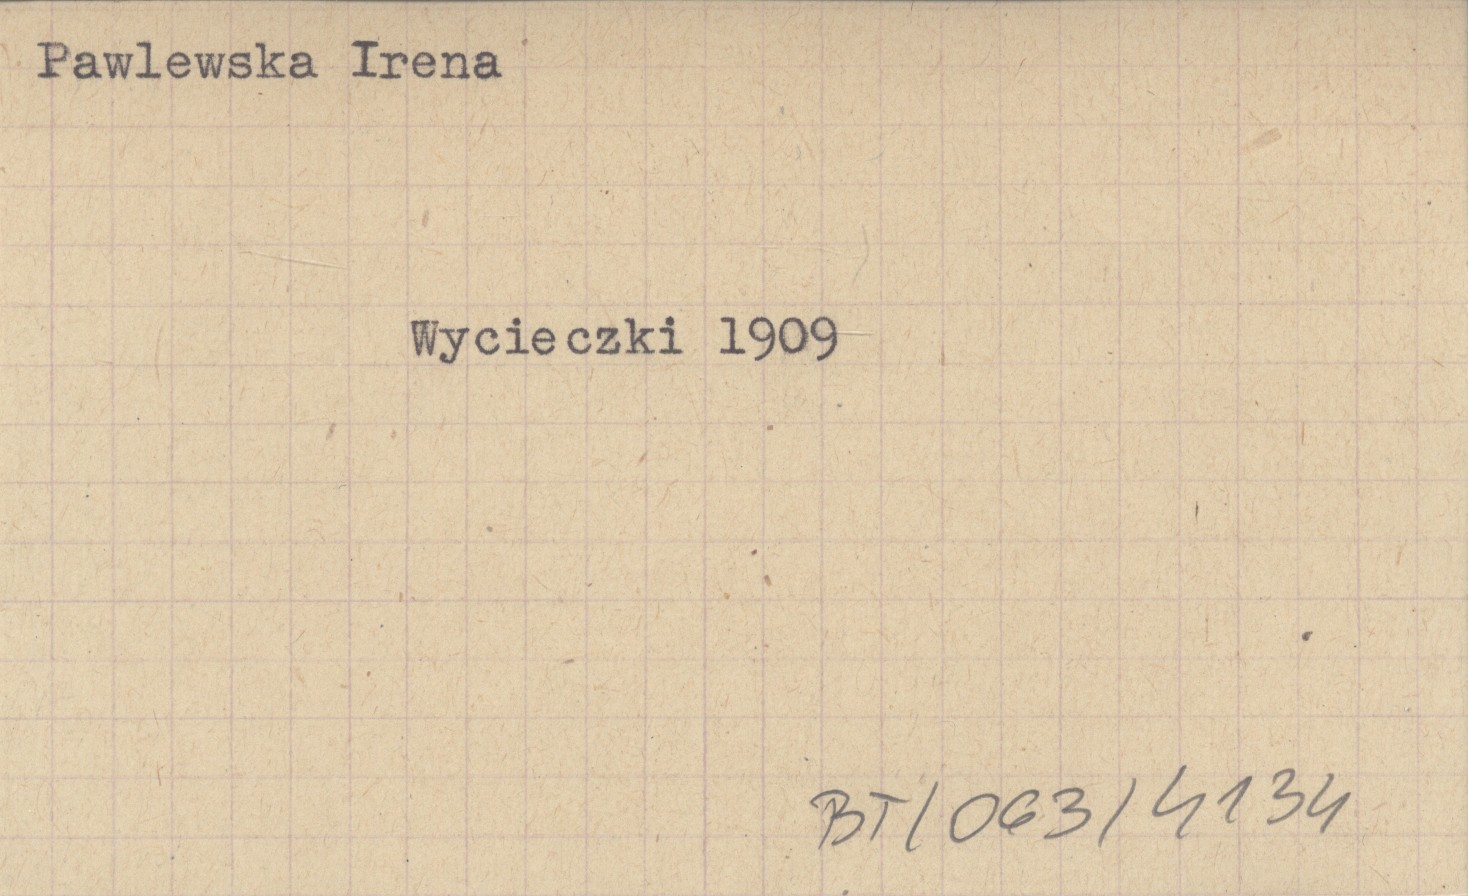 Pawlewska Irena
Wycieczki 1909
BT/063/4134